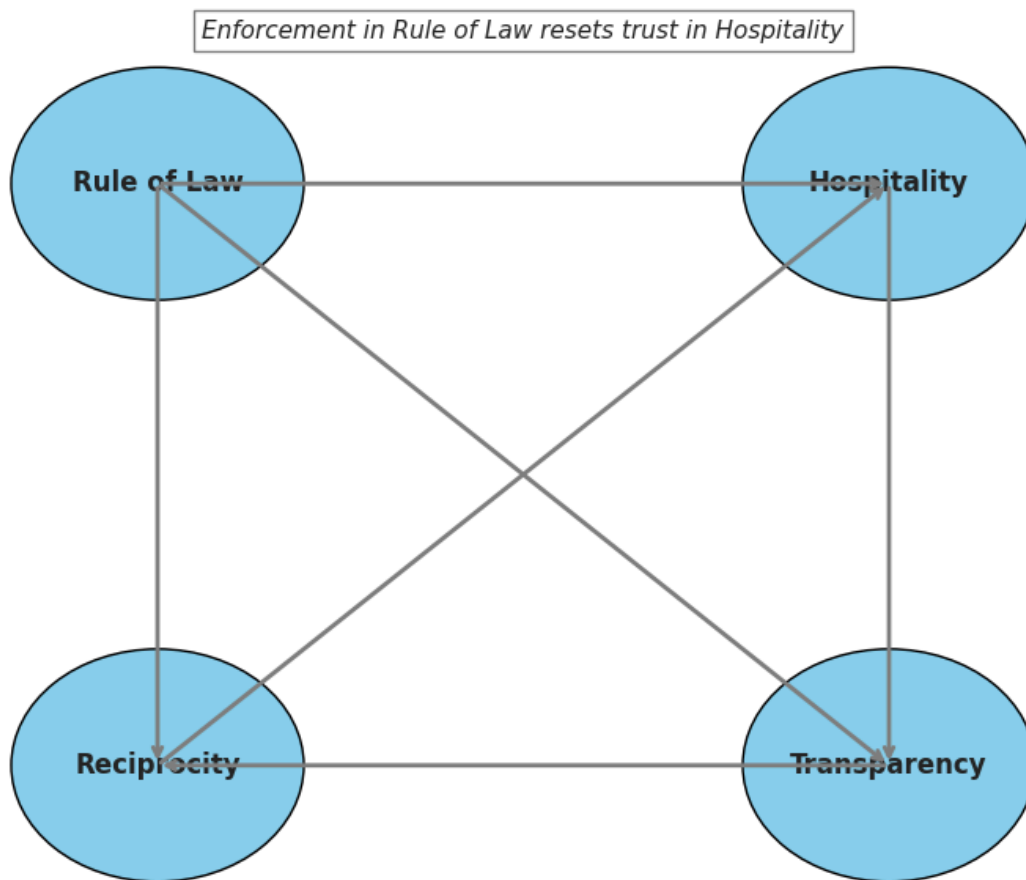 Enforcement in Rule of Law resets trust in Hospitality
Rule of Law
Hospitality
Reciprocity
Transparency